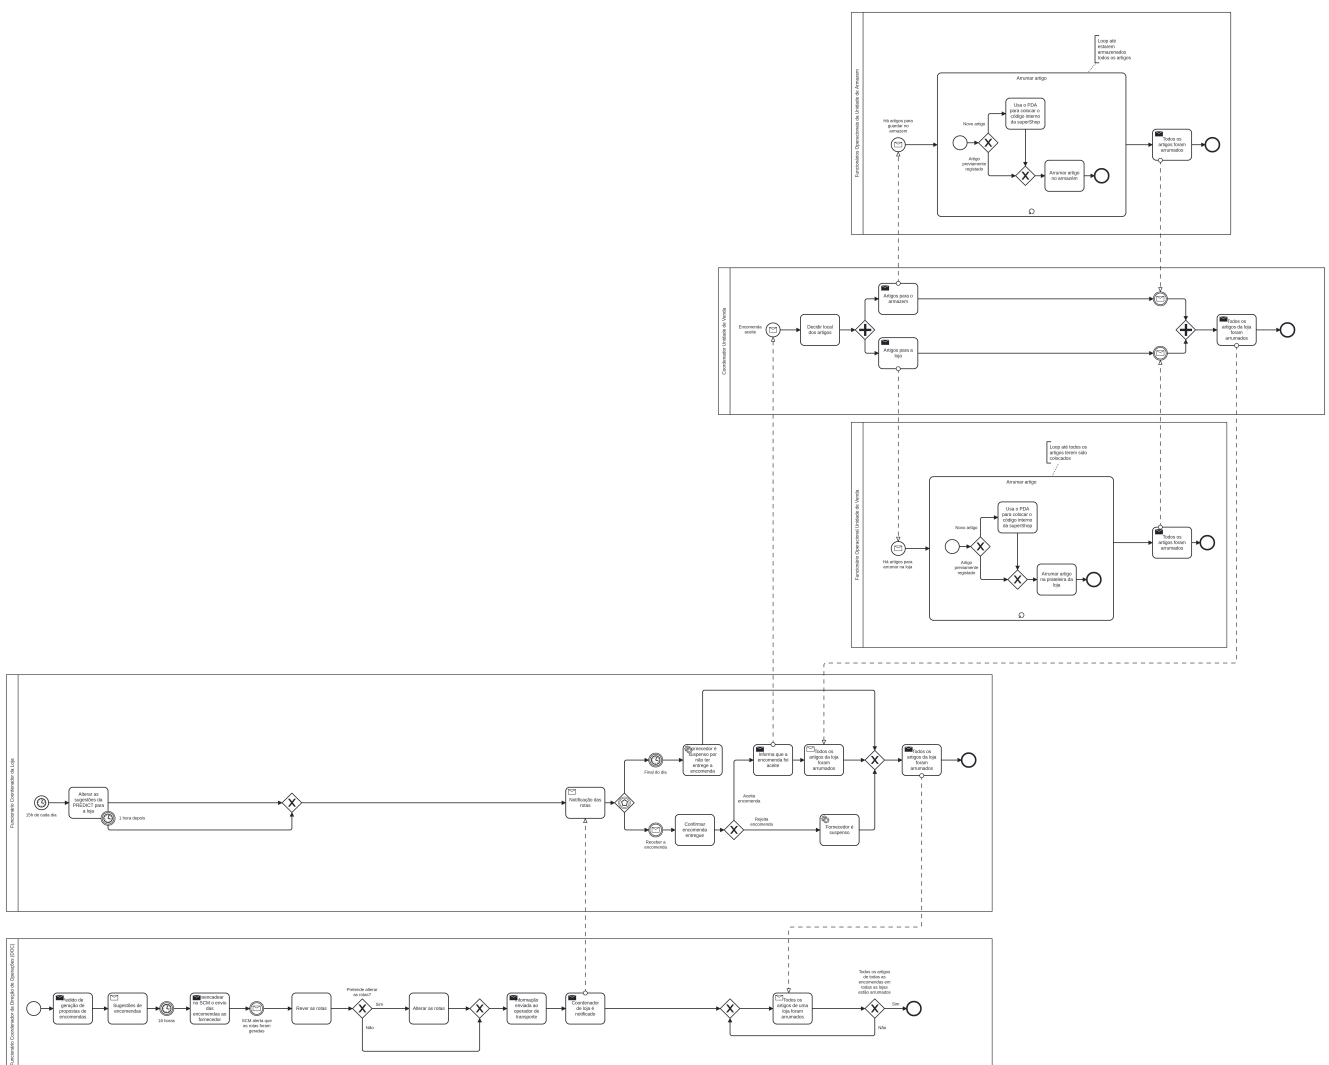 Funcionários Operacionais da Unidade de Armazem
Loop até
estarem
armazenados
todos os artigos
Arrumar artigo
Há artigos para
guardar no
armazem
Novo artigo
Usa o PDA
para colocar o
código interno
da superShop
Artigo
previamente
registado
Arrumar artigo
no armazém
Todos os
artigos foram
arrumados
Coordenador Unidade de Venda
Encomenda
aceite
Decidir local
dos artigos
Artigos para o
armazem
Artigos para a
loja
Todos os
artigos da loja
foram
arrumados
Funcionário Operacional Unidade de Venda
Loop até todos os
artigos terem sido
colocados
Arrumar artigo
Há artigos para
arrumar na loja
Novo artigo
Usa o PDA
para colocar o
código interno
da superShop
Artigo
previamente
registado
Arrumar artigo
na prateleira da
loja
Todos os
artigos foram
arrumados
Funcionário Coordenador da Loja
15h de cada dia
Alterar as
sugestões da
PREDICT para
a loja
1 hora depois
Notificação das
rotas
Final do dia
Fornecedor é
suspenso por
não ter
entregue a
encomenda
Receber a
encomenda
Confirmar
encomenda
entregue
Aceita
encomenda
Rejeita
encomenda
Informa que a
encomenda foi
aceite
Todos os
artigos da loja
foram
arrumados
Fornecedor é
suspenso
Todos os
artigos da loja
foram
arrumados
Funcionário Coordenador da Direção de Operações (DOC)
Pedido de
geração de
propostas de
encomendas
Sugestões de
encomendas
16 horas
Desencadear
na SCM o envio
das
encomendas ao
fornecedor
SCM alerta que
as rotas foram
geradas
Rever as rotas
Pretende alterar
as rotas?
Sim
Não
Alterar as rotas
Informação
enviada ao
operador de
transporte
Coordenador
de loja é
notificado
Todos os
artigos de uma
loja foram
arrumados
Todos os artigos
de todas as
encomendas em
todas as lojas
estão arrumados
Sim
Não